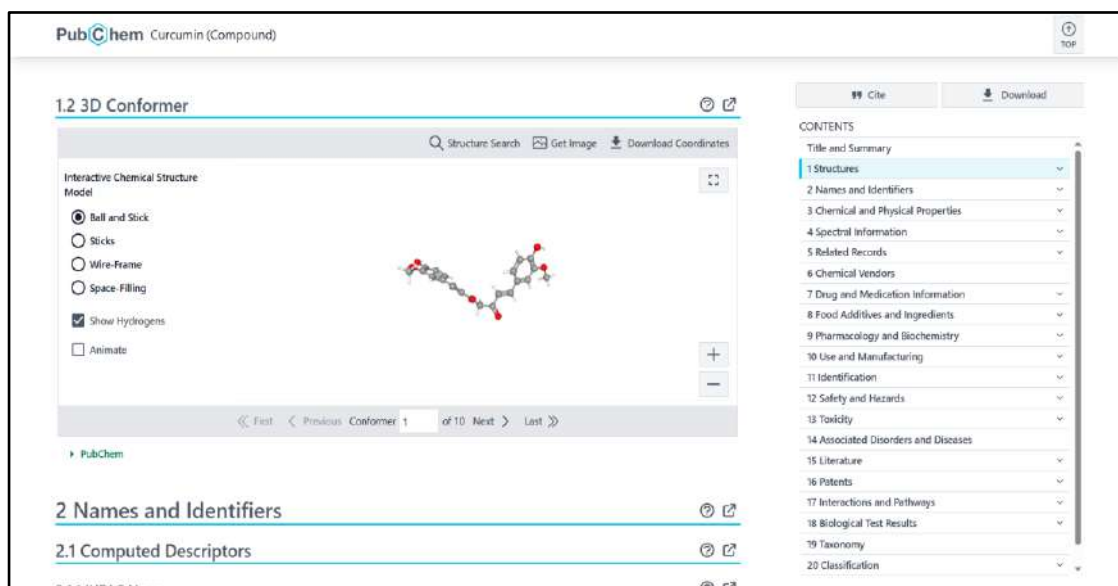 PubChem Curcumin (Compound)
TOP
1.2 3D Conformer
Structure Search Get Image Download Coordinates
Interactive Chemical Structure
Model
Ball and Stick
Sticks
Wire-Frame
Space-Filling
Show Hydrogens
Animate
First Previous Conformer 1 of 10 Next Last
PubChem
2 Names and Identifiers
2.1 Computed Descriptors
Cite Download
CONTENTS
Title and Summary
1 Structures
2 Names and Identifiers
3 Chemical and Physical Properties
4 Spectral Information
5 Related Records
6 Chemical Vendors
7 Drug and Medication Information
8 Food Additives and Ingredients
9 Pharmacology and Biochemistry
10 Use and Manufacturing
11 Identification
12 Safety and Hazards
13 Toxicity
14 Associated Disorders and Diseases
15 Literature
16 Patents
17 Interactions and Pathways
18 Biological Test Results
19 Taxonomy
20 Classification